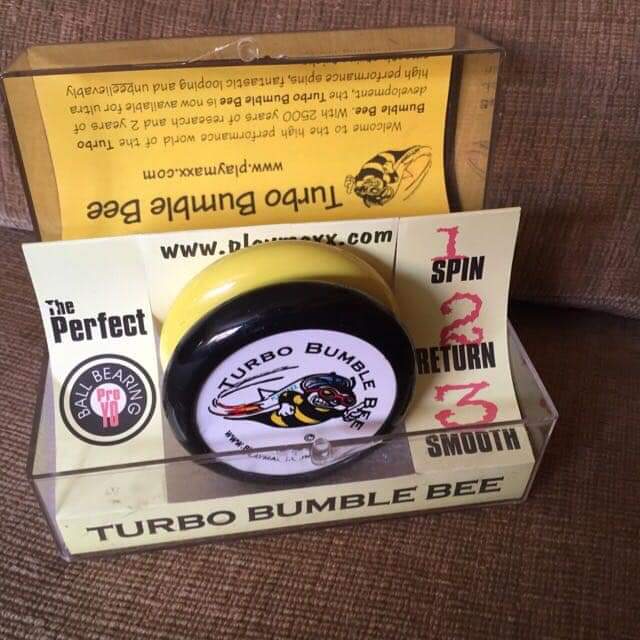 Turbo Bumble Bee
www.playmaxx.com
Welcome to the high performance world of the Turbo
Bumble Bee. With 2500 years of research and 2 years of
development, the Turbo Bumble Bee is now available for ultra
high performance spins, fantastic looping and unbeelievably
www.playmaxx.com
The
Perfect
BALL BEARING
Pro
YO
1
SPIN
2
RETURN
3
SMOOTH
TURBO BUMBLE BEE
TURBO BUMBLE BEE